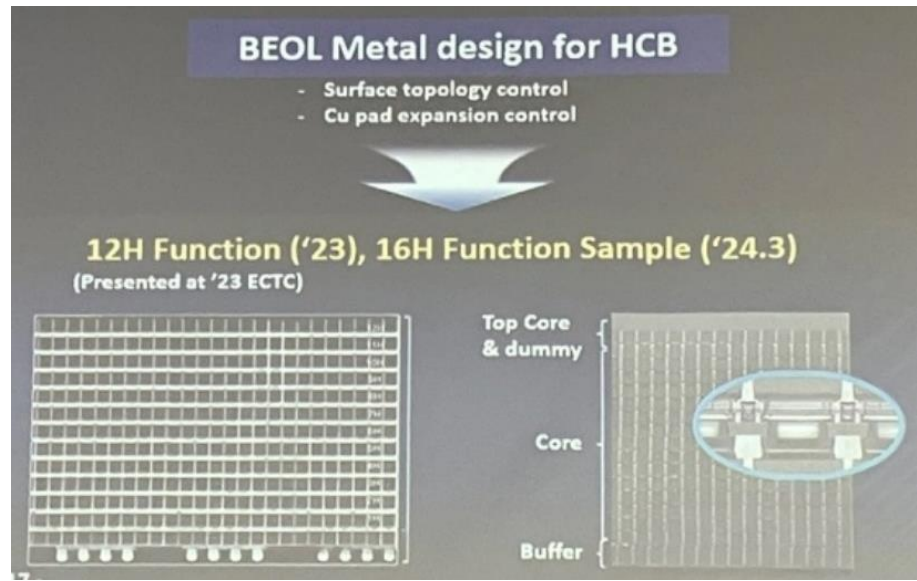 BEOL Metal design for HCB
- Surface topology control
- Cu pad expansion control
12H Function (‘23), 16H Function Sample (‘24.3)
(Presented at ’23 ECTC)
Top Core
& dummy
Core
Buffer